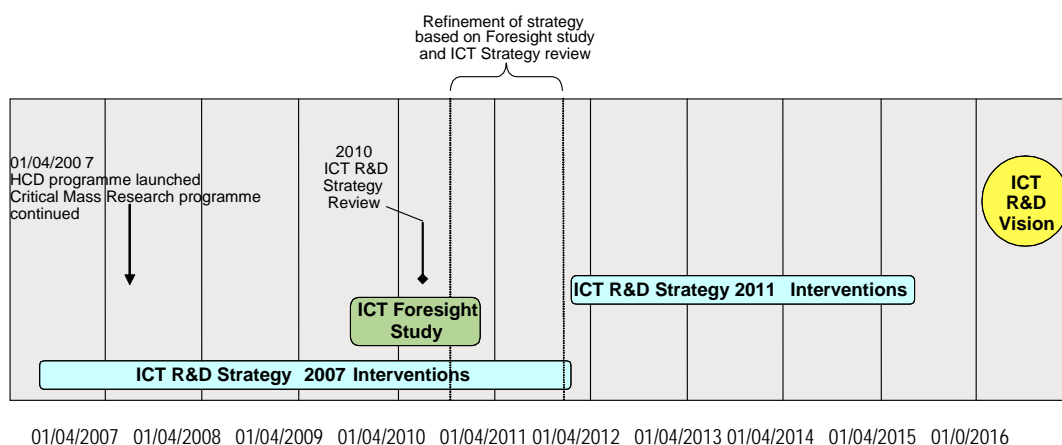 Refinement of strategy
based on Foresight study
and ICT Strategy review
01/04/200 7
HCD programme launched
Critical Mass Research programme
continued
2010
ICT R&D
Strategy
Review
ICT
R&D
Vision
ICT R&D Strategy 2011 Interventions
ICT Foresight
Study
ICT R&D Strategy 2007 Interventions
01/04/2007 01/04/2008 01/04/2009 01/04/2010 01/04/2011 01/04/2012 01/04/2013 01/04/2014 01/04/2015 01/0/2016